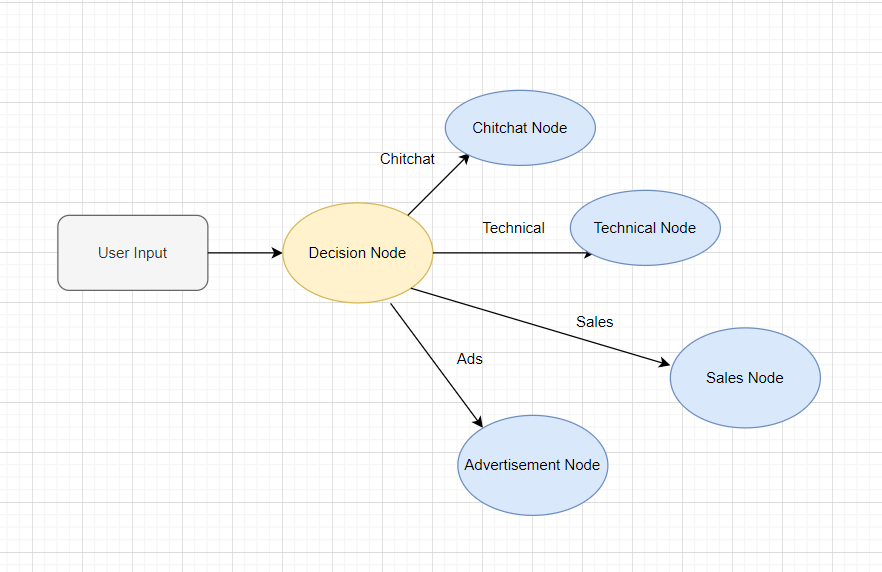 Chitchat Node
Chitchat
Technical
Technical Node
User Input
Decision Node
Sales
Ads
Sales Node
Advertisement Node